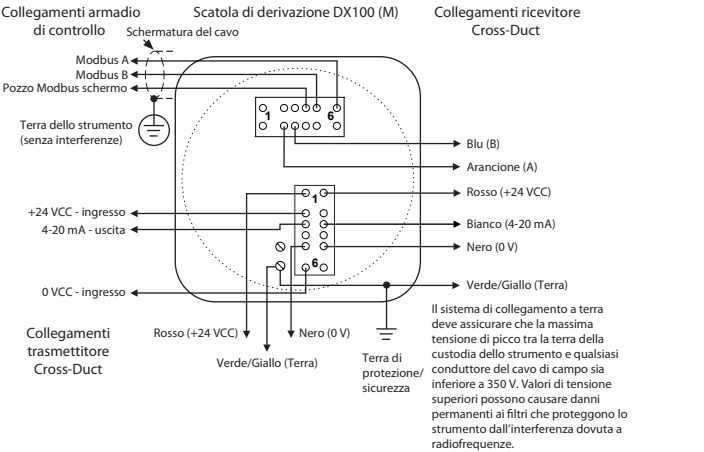 Collegamenti armadio
di controllo
Scatola di derivazione DX100 (M)
Collegamenti ricevitore
Cross-Duct
Schermatura del cavo
Modbus A
Modbus B
Pozzo Modbus schermo
Terra dello strumento
(senza interferenze)
1
6
Blu (B)
Arancione (A)
Rosso (+24 VCC)
1
+24 VCC - ingresso
4-20 mA - uscita
Bianco (4-20 mA)
Nero (0 V)
6
0 VCC - ingresso
Verde/Giallo (Terra)
Collegamenti
trasmettitore
Cross-Duct
Rosso (+24 VCC)
Nero (0 V)
Verde/Giallo (Terra)
Terra di
protezione/
sicurezza
Il sistema di collegamento a terra
deve assicurare che la massima
tensione di picco tra la terra della
custodia dello strumento e qualsiasi
conduttore del cavo di campo sia
inferiore a 350 V. Valori di tensione
superiori possono causare danni
permanenti ai filtri che proteggono lo
strumento dall'interferenza dovuta a
radiofrequenze.